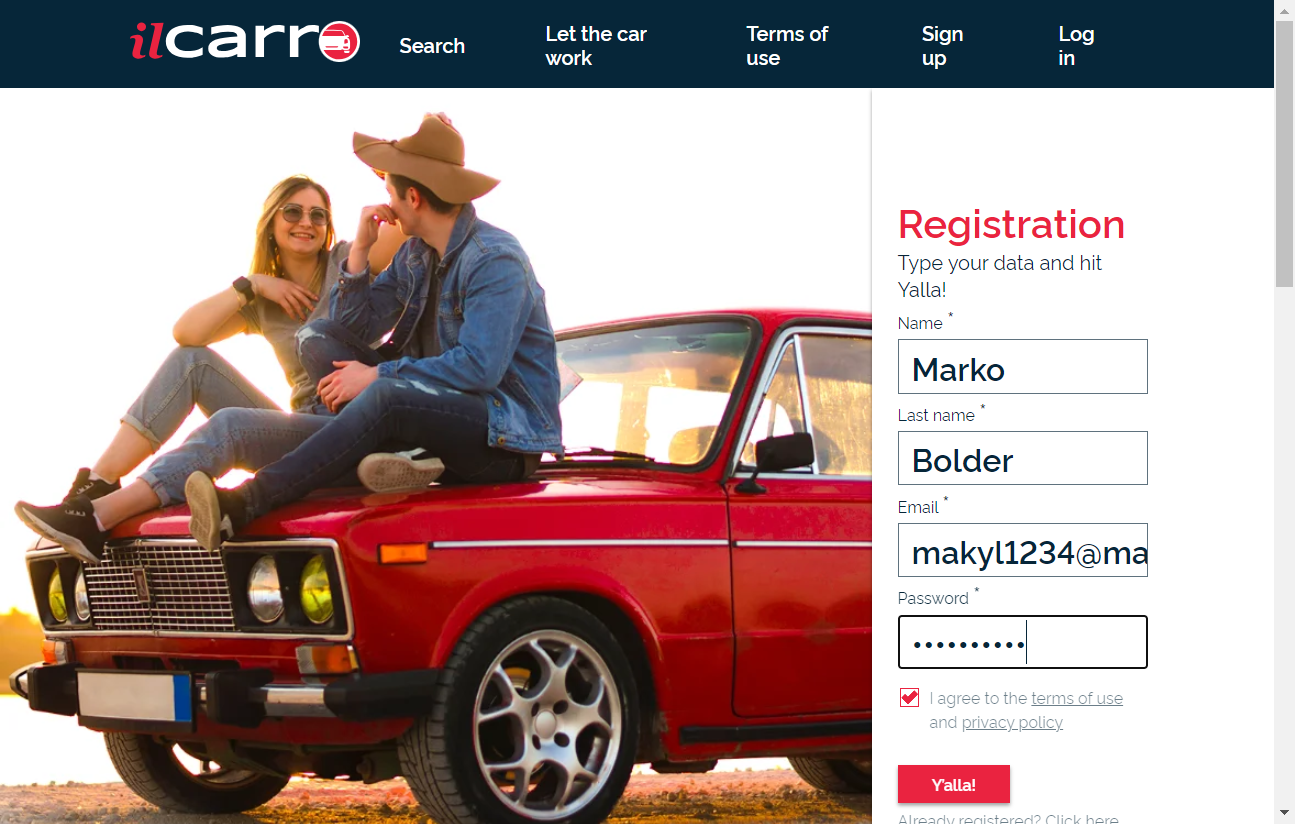 ilcarro
Search
Let the car
work
Terms of
use
Sign
up
Log
in
Registration
Type your data and hit
Yalla!
Name *
Marko
Last name *
Bolder
Email *
makyl1234@ma
Password *
••••••••••
I agree to the terms of use
and privacy policy
Y'alla!
Already registered? Click here